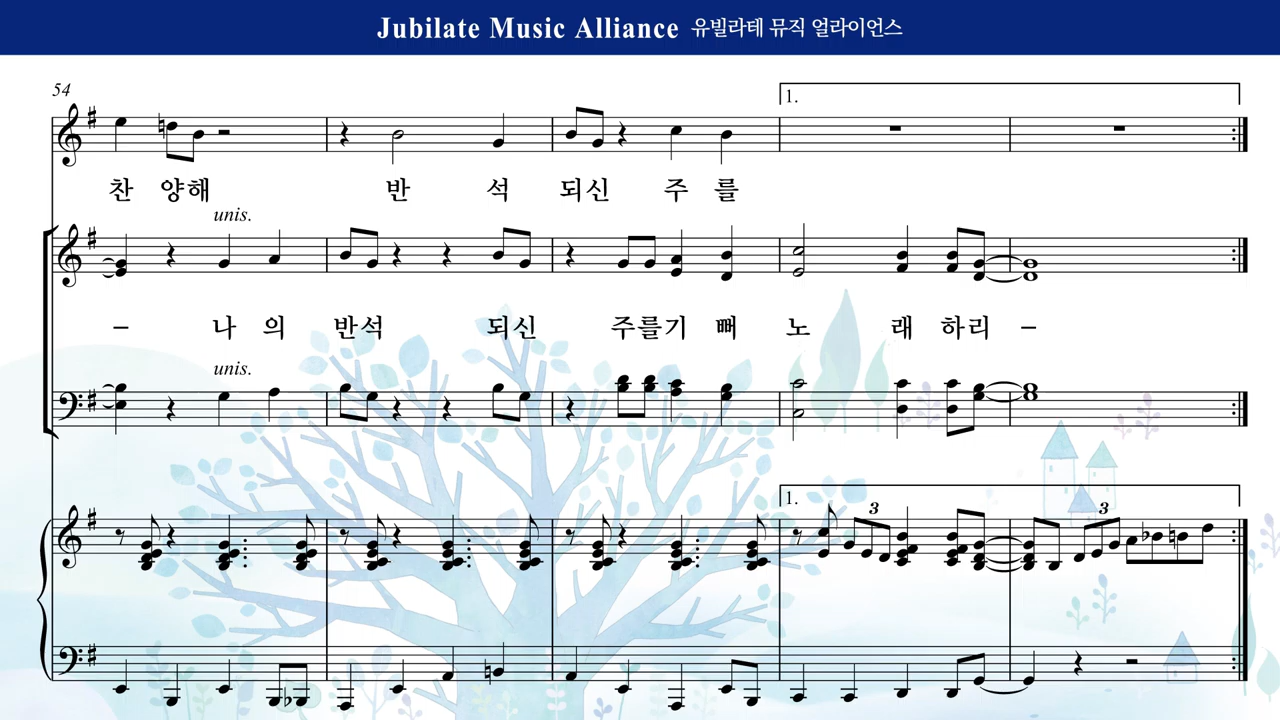 Jubilate Music Alliance 유빌라테 뮤직 얼라이언스
54
1.
찬 양해 반 석 되신 주 를
unis.
– 나 의 반석 되신 주를기 뻐 노 래 하리 –
unis.
1.
3 3